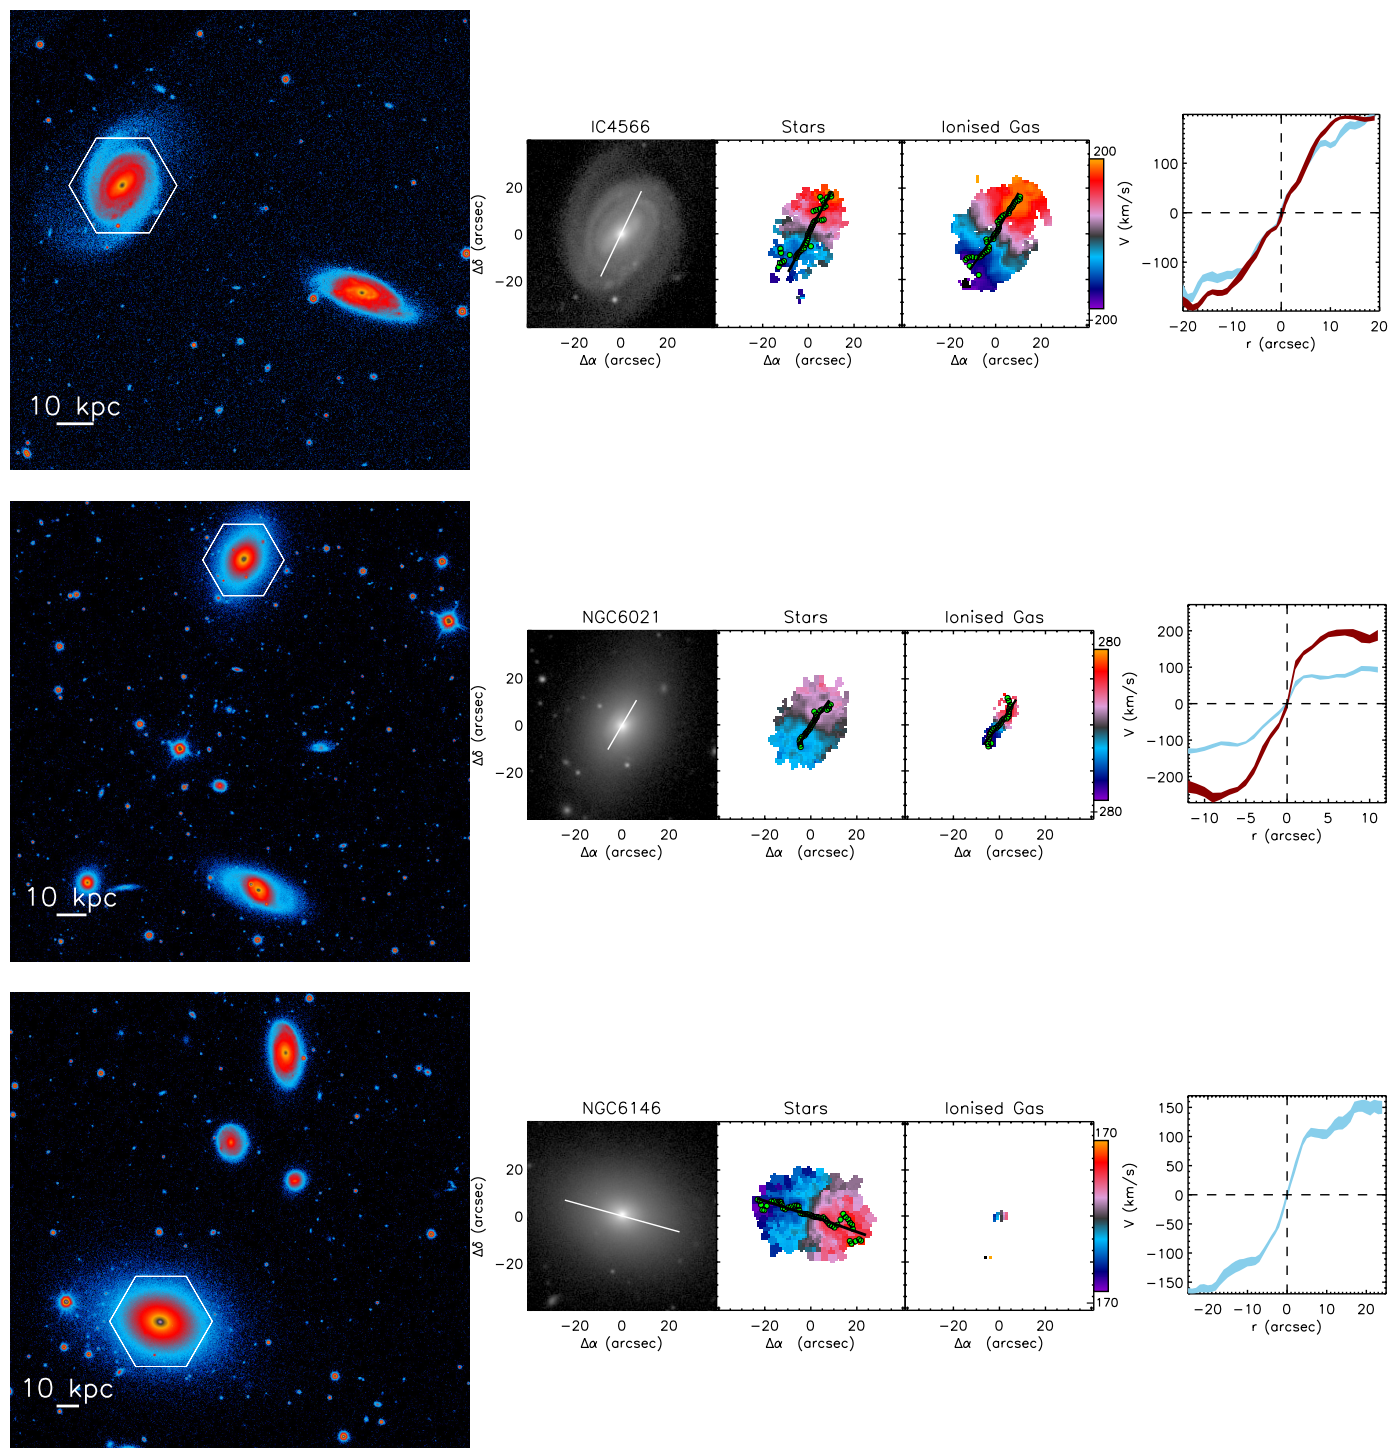 10 kpc
IC4566
Stars
Ionised Gas
Δδ (arcsec)
20
0
−20
−20 0 20
−20 0 20
−20 0 20
Δα (arcsec)
Δα (arcsec)
Δα (arcsec)
200
200
V (km/s)
100
0
−100
−20 −10 0 10 20
r (arcsec)
10 kpc
NGC6021
Stars
Ionised Gas
Δδ (arcsec)
20
0
−20
−20 0 20
−20 0 20
−20 0 20
Δα (arcsec)
Δα (arcsec)
Δα (arcsec)
280
280
V (km/s)
200
100
0
−100
−200
−10 −5 0 5 10
r (arcsec)
10 kpc
NGC6146
Stars
Ionised Gas
Δδ (arcsec)
20
0
−20
−20 0 20
−20 0 20
−20 0 20
Δα (arcsec)
Δα (arcsec)
Δα (arcsec)
170
170
V (km/s)
150
100
50
0
−50
−100
−150
−20 −10 0 10 20
r (arcsec)